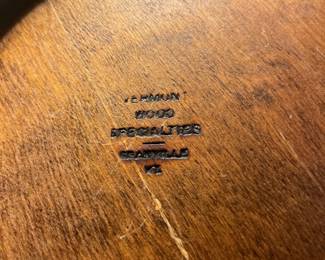 VERMONT
WOOD
SPECIALTIES
GRANVILLE
VT.